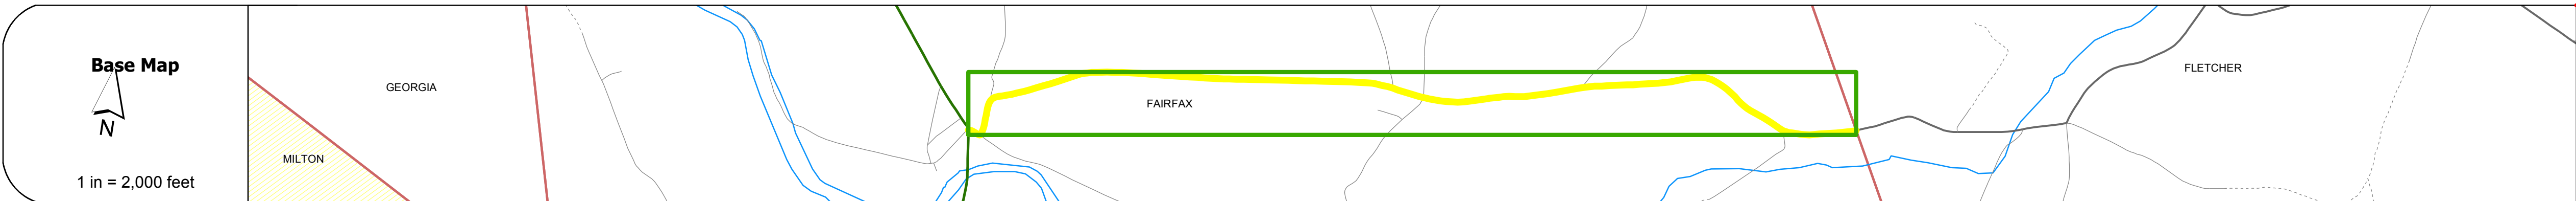 Base Map
N
1 in = 2,000 feet
MILTON
GEORGIA
FAIRFAX
FLETCHER